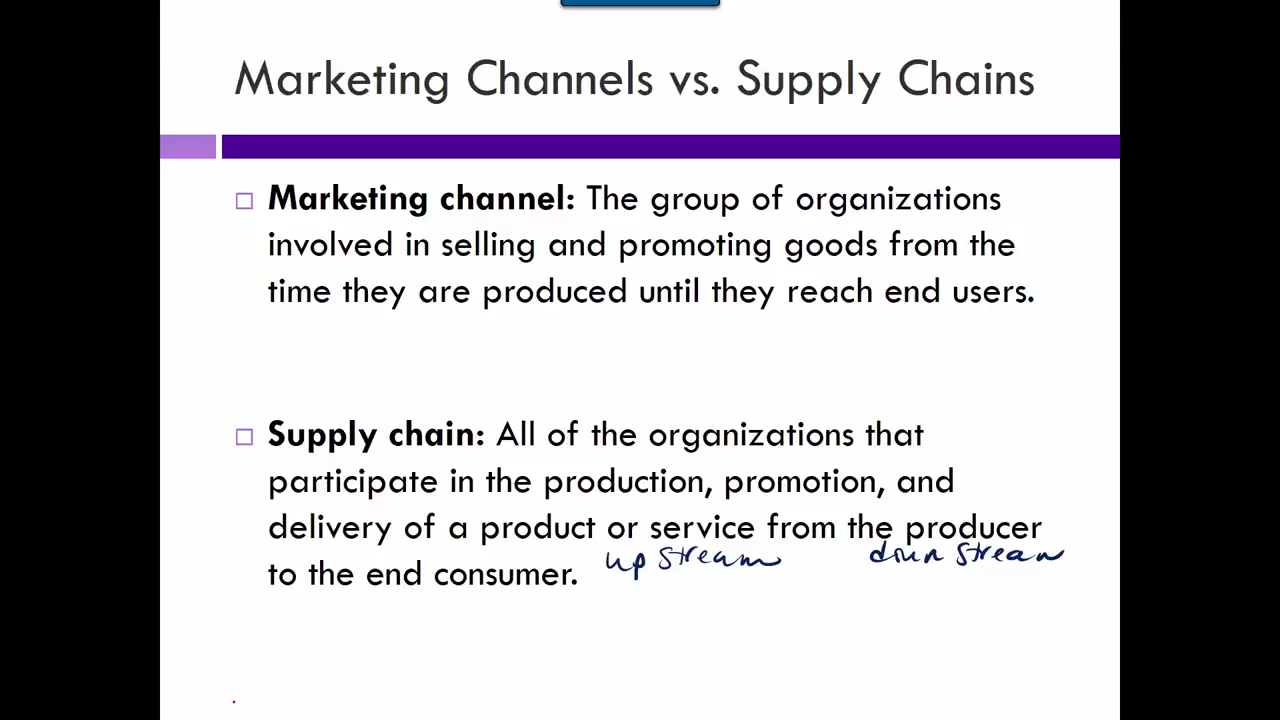 Marketing Channels vs. Supply Chains
Marketing channel: The group of organizations
involved in selling and promoting goods from the
time they are produced until they reach end users.
Supply chain: All of the organizations that
participate in the production, promotion, and
delivery of a product or service from the producer
to the end consumer. up stream down stream